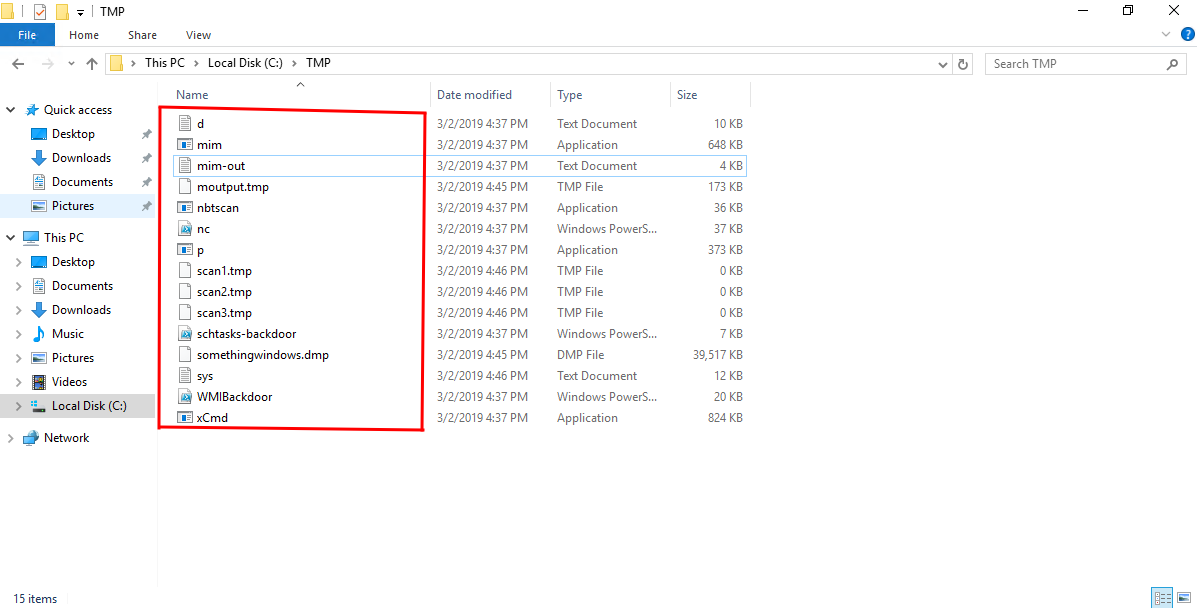 TMP
File Home Share View
This PC Local Disk (C:) TMP
Search TMP
Name Date modified Type Size
Quick access
Desktop
Downloads
Documents
Pictures
This PC
Desktop
Documents
Downloads
Music
Pictures
Videos
Local Disk (C:)
Network
d 3/2/2019 4:37 PM Text Document 10 KB
mim 3/2/2019 4:37 PM Application 648 KB
mim-out 3/2/2019 4:37 PM Text Document 4 KB
moutput.tmp 3/2/2019 4:45 PM TMP File 173 KB
nbtscan 3/2/2019 4:37 PM Application 36 KB
nc 3/2/2019 4:37 PM Windows PowerS... 37 KB
p 3/2/2019 4:37 PM Application 373 KB
scan1.tmp 3/2/2019 4:46 PM TMP File 0 KB
scan2.tmp 3/2/2019 4:46 PM TMP File 0 KB
scan3.tmp 3/2/2019 4:46 PM TMP File 0 KB
schtasks-backdoor 3/2/2019 4:37 PM Windows PowerS... 7 KB
somethingwindows.dmp 3/2/2019 4:45 PM DMP File 39,517 KB
sys 3/2/2019 4:46 PM Text Document 12 KB
WMIBackdoor 3/2/2019 4:37 PM Windows PowerS... 20 KB
xCmd 3/2/2019 4:37 PM Application 824 KB
15 items